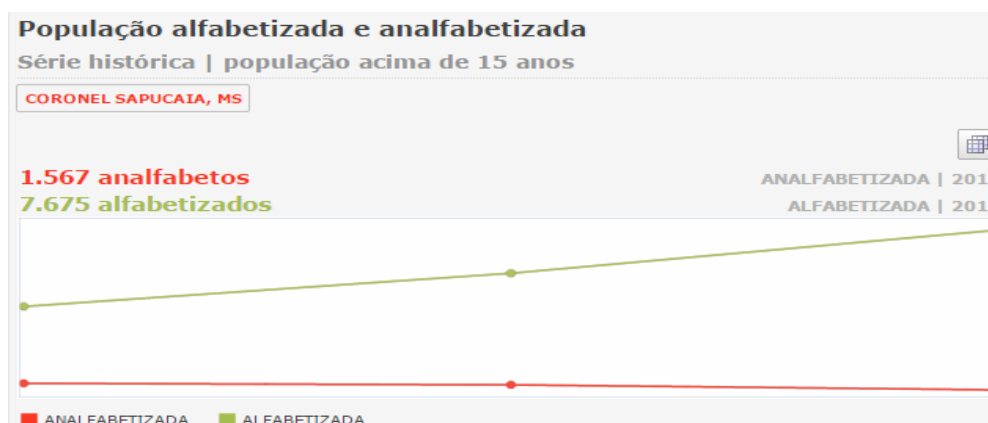 População alfabetizada e analfabetizada
Série histórica | população acima de 15 anos
CORONEL SAPUCAIA, MS
1.567 analfabetos
ANALFABETIZADA | 201
7.675 alfabetizados
ALFABETIZADA | 201
ANALFABETIZADA
ALFABETIZADA